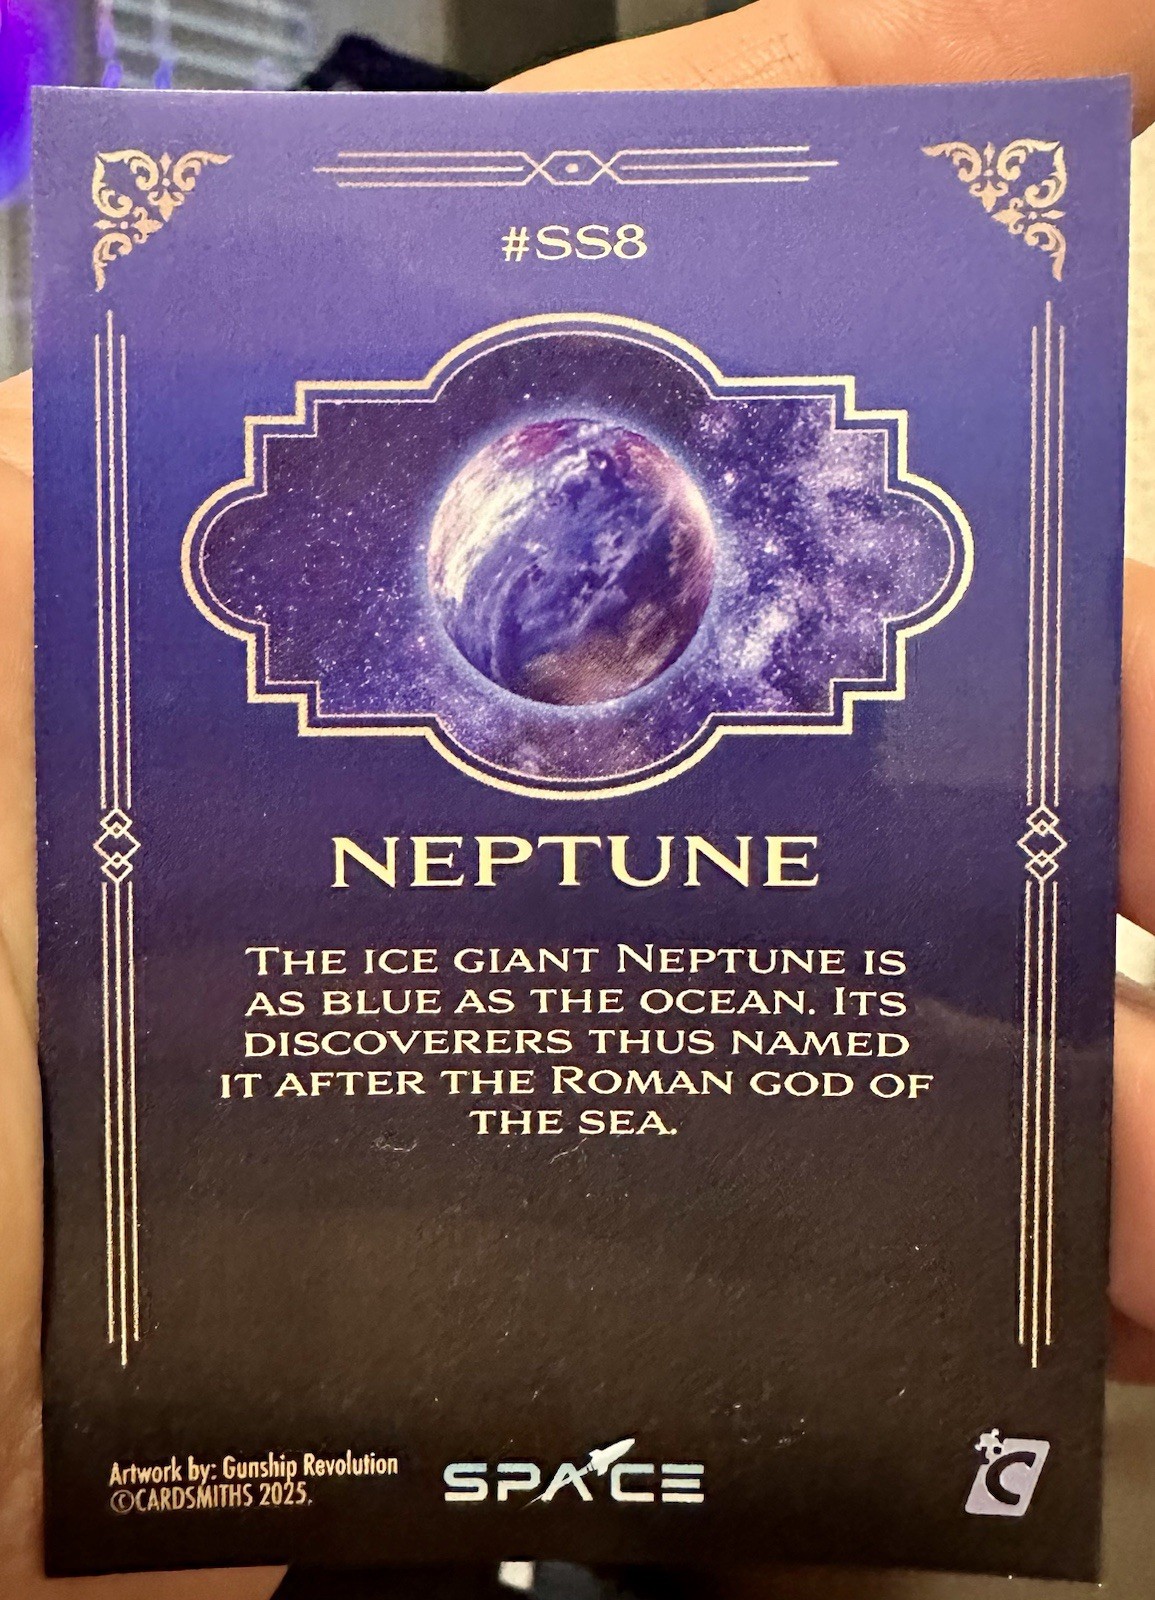 #SS8
NEPTUNE
The ice giant Neptune is
as blue as the ocean. Its
discoverers thus named
it after the Roman god of
the sea.
Artwork by: Gunship Revolution
©CARDSMITHS 2025.
SPACE
C